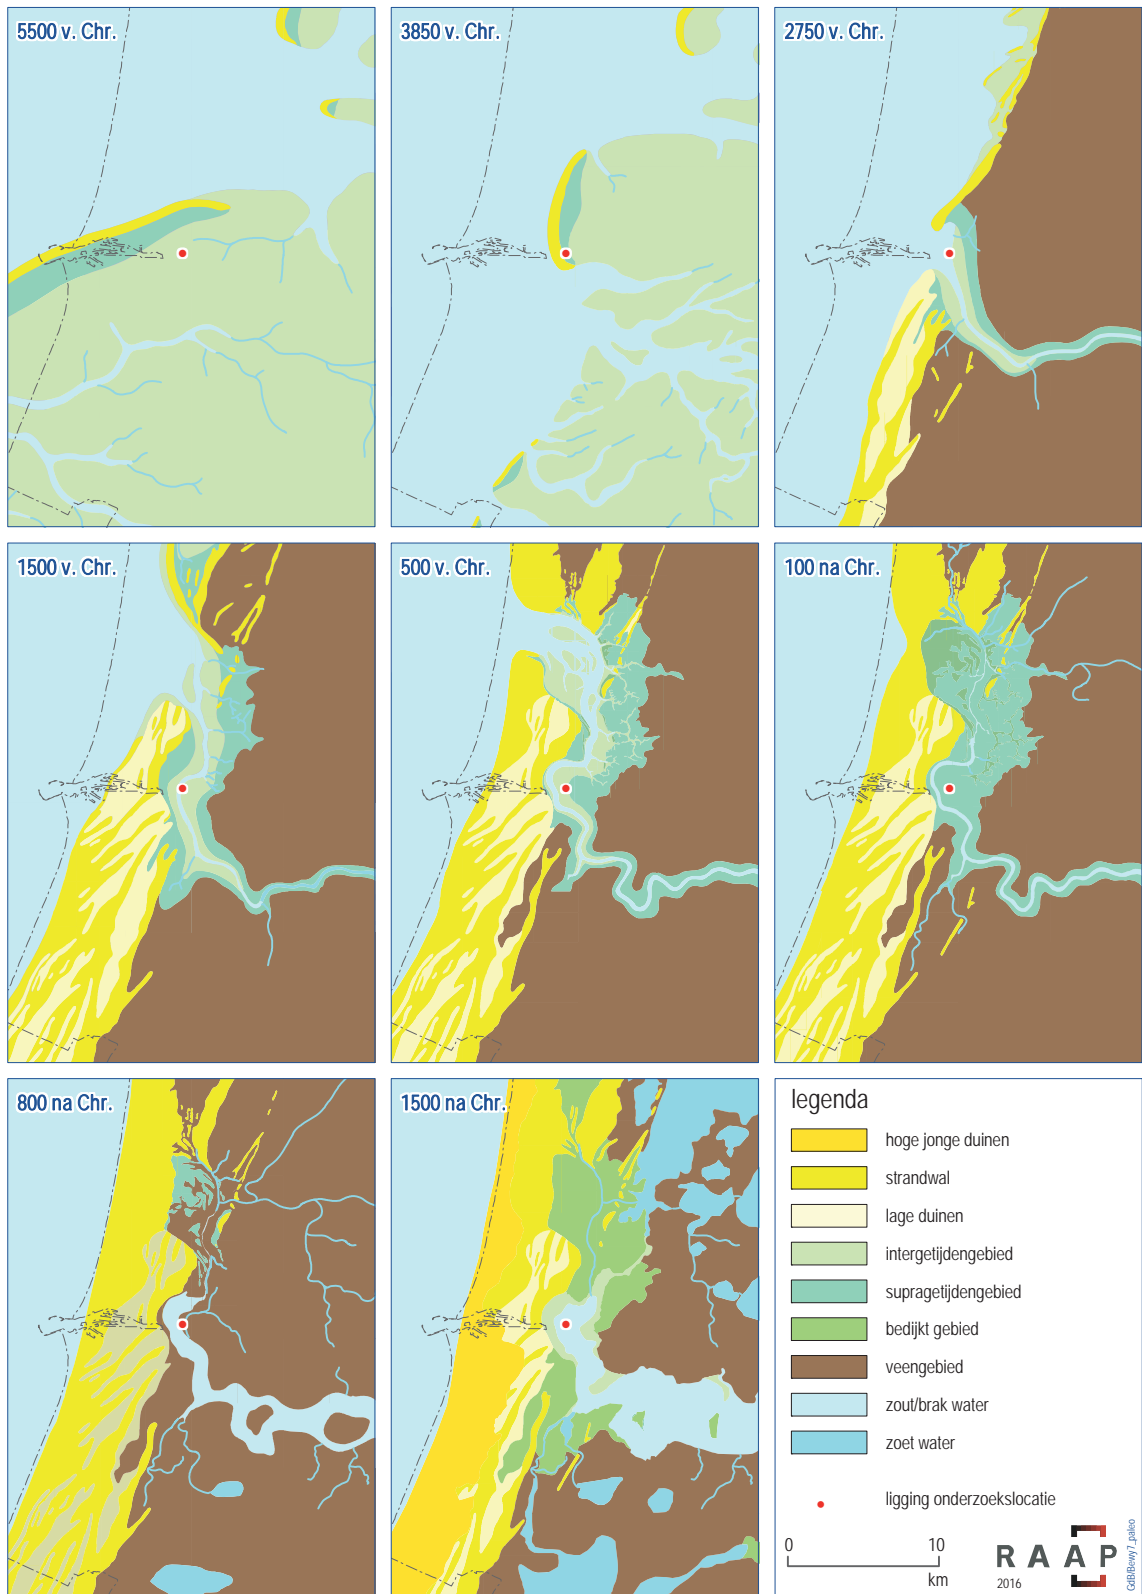 5500 v. Chr.
3850 v. Chr.
2750 v. Chr.
1500 v. Chr.
500 v. Chr.
100 na Chr.
800 na Chr.
1500 na Chr.
legenda
hoge jonge duinen
strandwal
lage duinen
intergetijdengebied
supragetijdengebied
bedijkt gebied
veengebied
zout/brak water
zoet water
ligging onderzoekslocatie
0 10
km
RAAP
2016